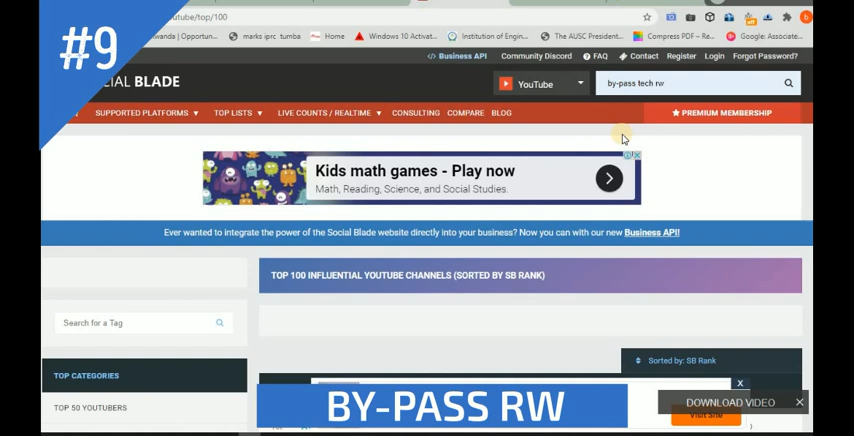 #9
utube/top/100
wanda | Opportun...
marks iprc tumba
Home
Windows 10 Activat...
Institution of Engin...
The AUSC President...
Compress PDF – Re...
Google: Associate...
</> Business API
Community Discord
FAQ
Contact
Register
Login
Forgot Password?
CIAL BLADE
YouTube
by-pass tech rw
SUPPORTED PLATFORMS
TOP LISTS
LIVE COUNTS / REALTIME
CONSULTING
COMPARE
BLOG
PREMIUM MEMBERSHIP
Kids math games - Play now
Math, Reading, Science, and Social Studies.
Ever wanted to integrate the power of the Social Blade website directly into your business? Now you can with our new Business API!
TOP 100 INFLUENTIAL YOUTUBE CHANNELS (SORTED BY SB RANK)
Search for a Tag
Sorted by: SB Rank
TOP CATEGORIES
X
TOP 50 YOUTUBERS
BY-PASS RW
DOWNLOAD VIDEO
Visit Site